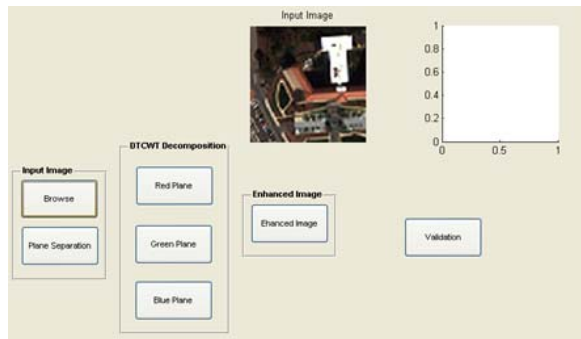 Input Image
1
0.8
0.6
0.4
0.2
0
0
0.5
1
DTCWT Decomposition
Input Image
Browse
Plane Separation
Red Plane
Green Plane
Blue Plane
Enhanced Image
Ehanced Image
Validation